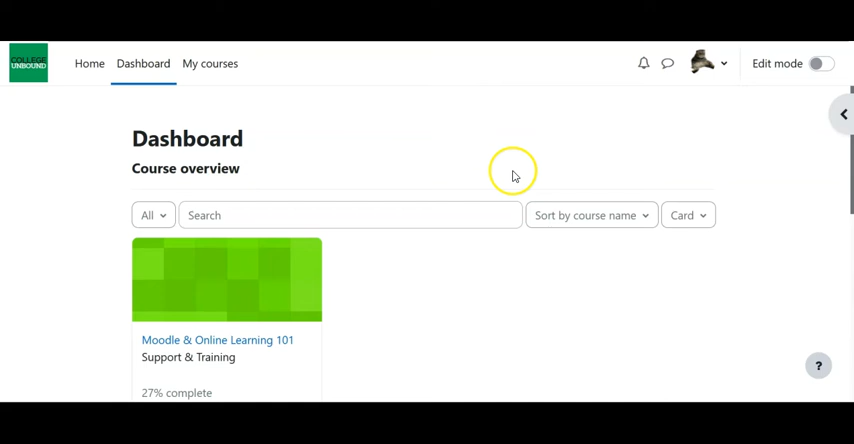 COLLEGE
UNBOUND
Home Dashboard My courses Edit mode
Dashboard
Course overview
All Search Sort by course name Card
Moodle & Online Learning 101
Support & Training
27% complete
?